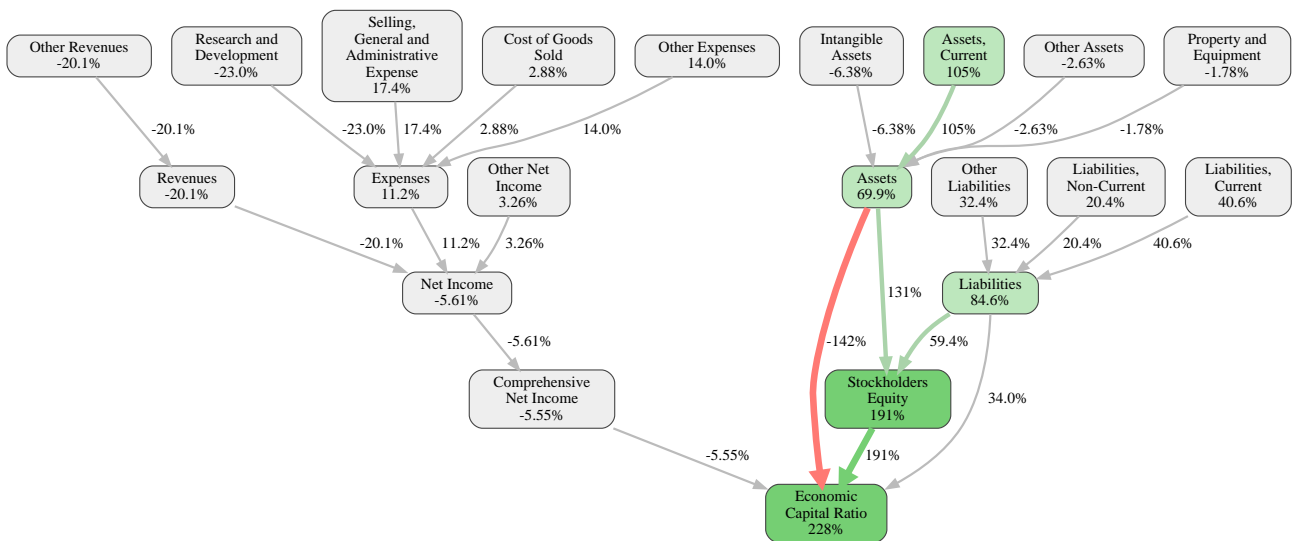 Other Revenues
-20.1%
Research and
Development
-23.0%
Selling,
General and
Administrative
Expense
17.4%
Cost of Goods
Sold
2.88%
Other Expenses
14.0%
Intangible
Assets
-6.38%
Assets,
Current
105%
Other Assets
-2.63%
Property and
Equipment
-1.78%
-20.1%
-23.0%
17.4%
2.88%
14.0%
-6.38%
105%
-2.63%
-1.78%
Revenues
-20.1%
Expenses
11.2%
Other Net
Income
3.26%
Assets
69.9%
Other
Liabilities
32.4%
Liabilities,
Non-Current
20.4%
Liabilities,
Current
40.6%
-20.1%
11.2%
3.26%
32.4%
20.4%
40.6%
Net Income
-5.61%
131%
Liabilities
84.6%
-5.61%
-142%
59.4%
Comprehensive
Net Income
-5.55%
Stockholders
Equity
191%
34.0%
-5.55%
191%
Economic
Capital Ratio
228%